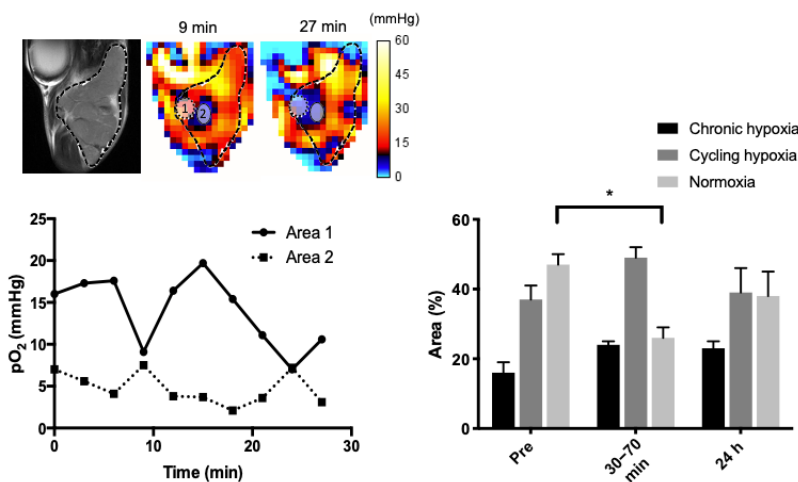 (mmHg)
9 min
27 min
60
45
30
15
0
1
2
25
20
15
10
5
0
pO2 (mmHg)
Area 1
Area 2
0
10
20
30
Time (min)
Chronic hypoxia
Cycling hypoxia
Normoxia
*
60
40
20
0
Area (%)
Pre
30–70
min
24 h